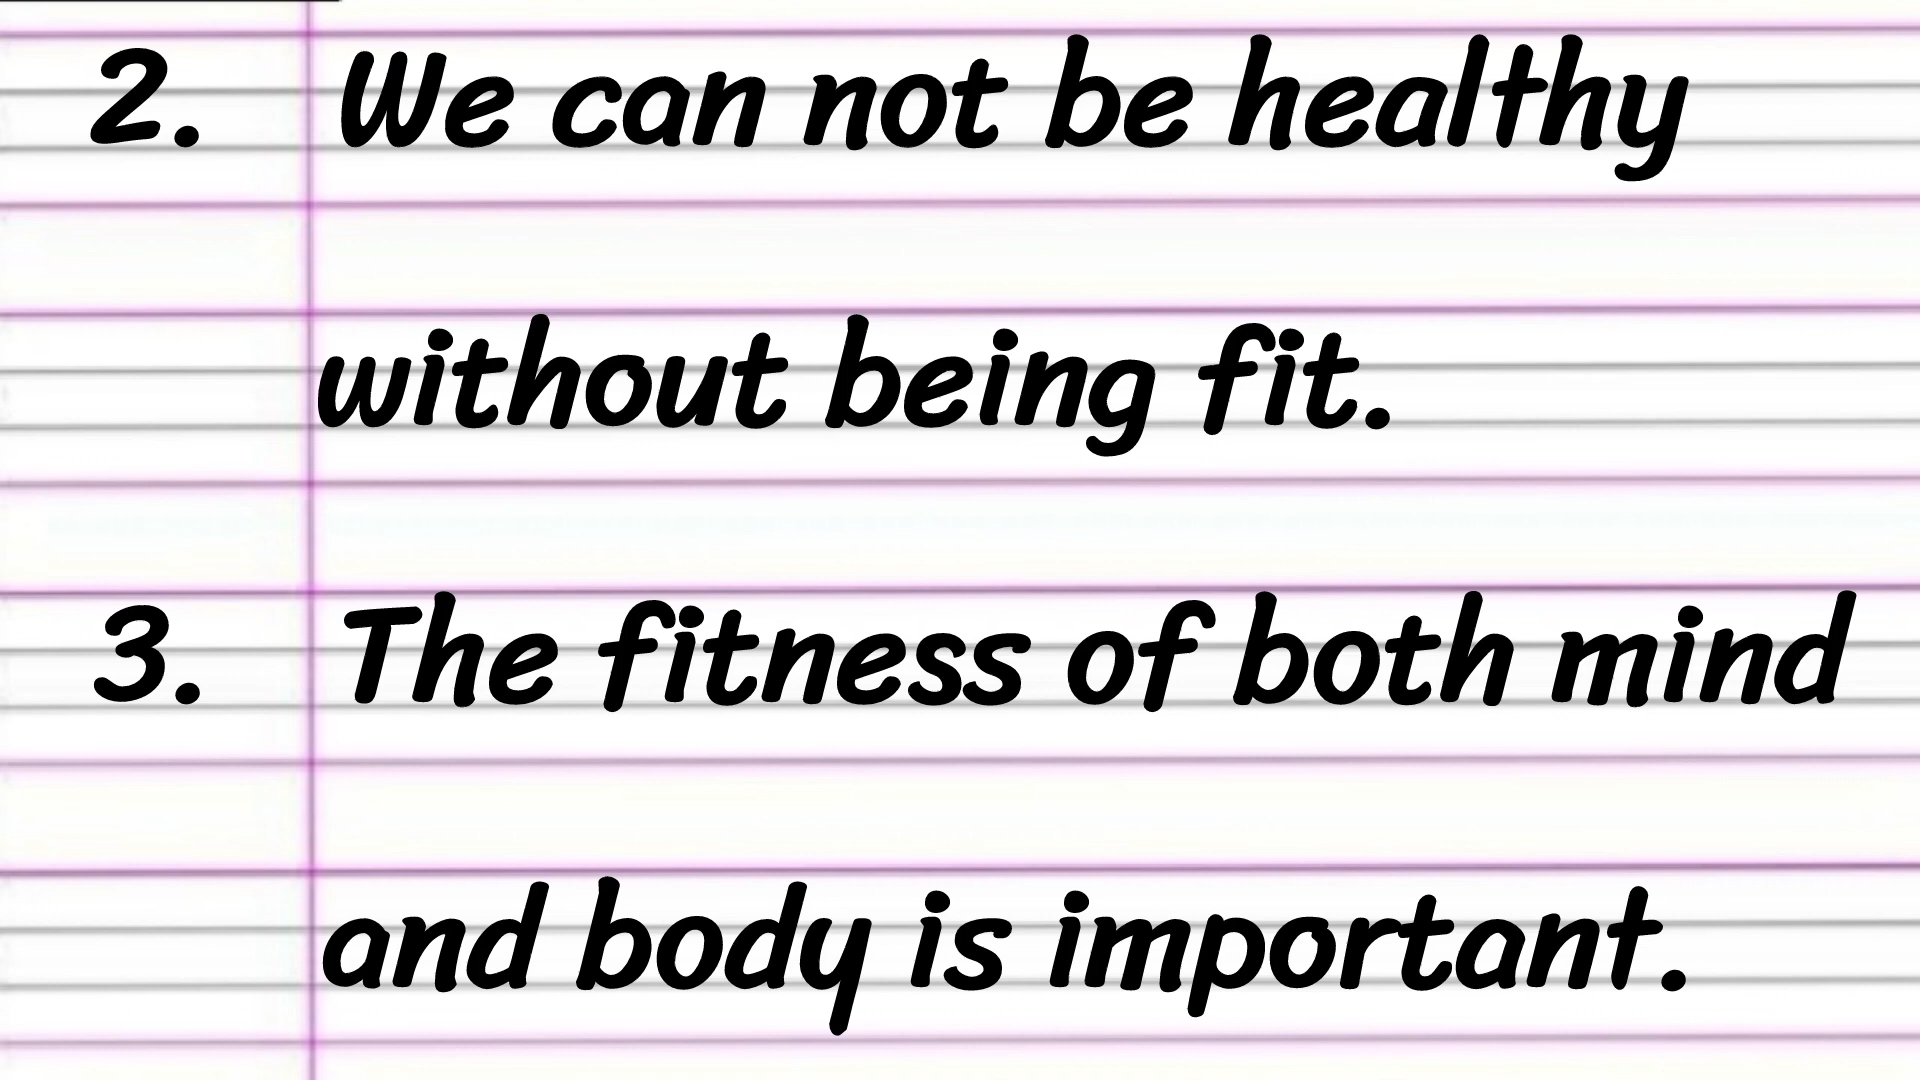 2. We can not be healthy
without being fit.
3. The fitness of both mind
and body is important.